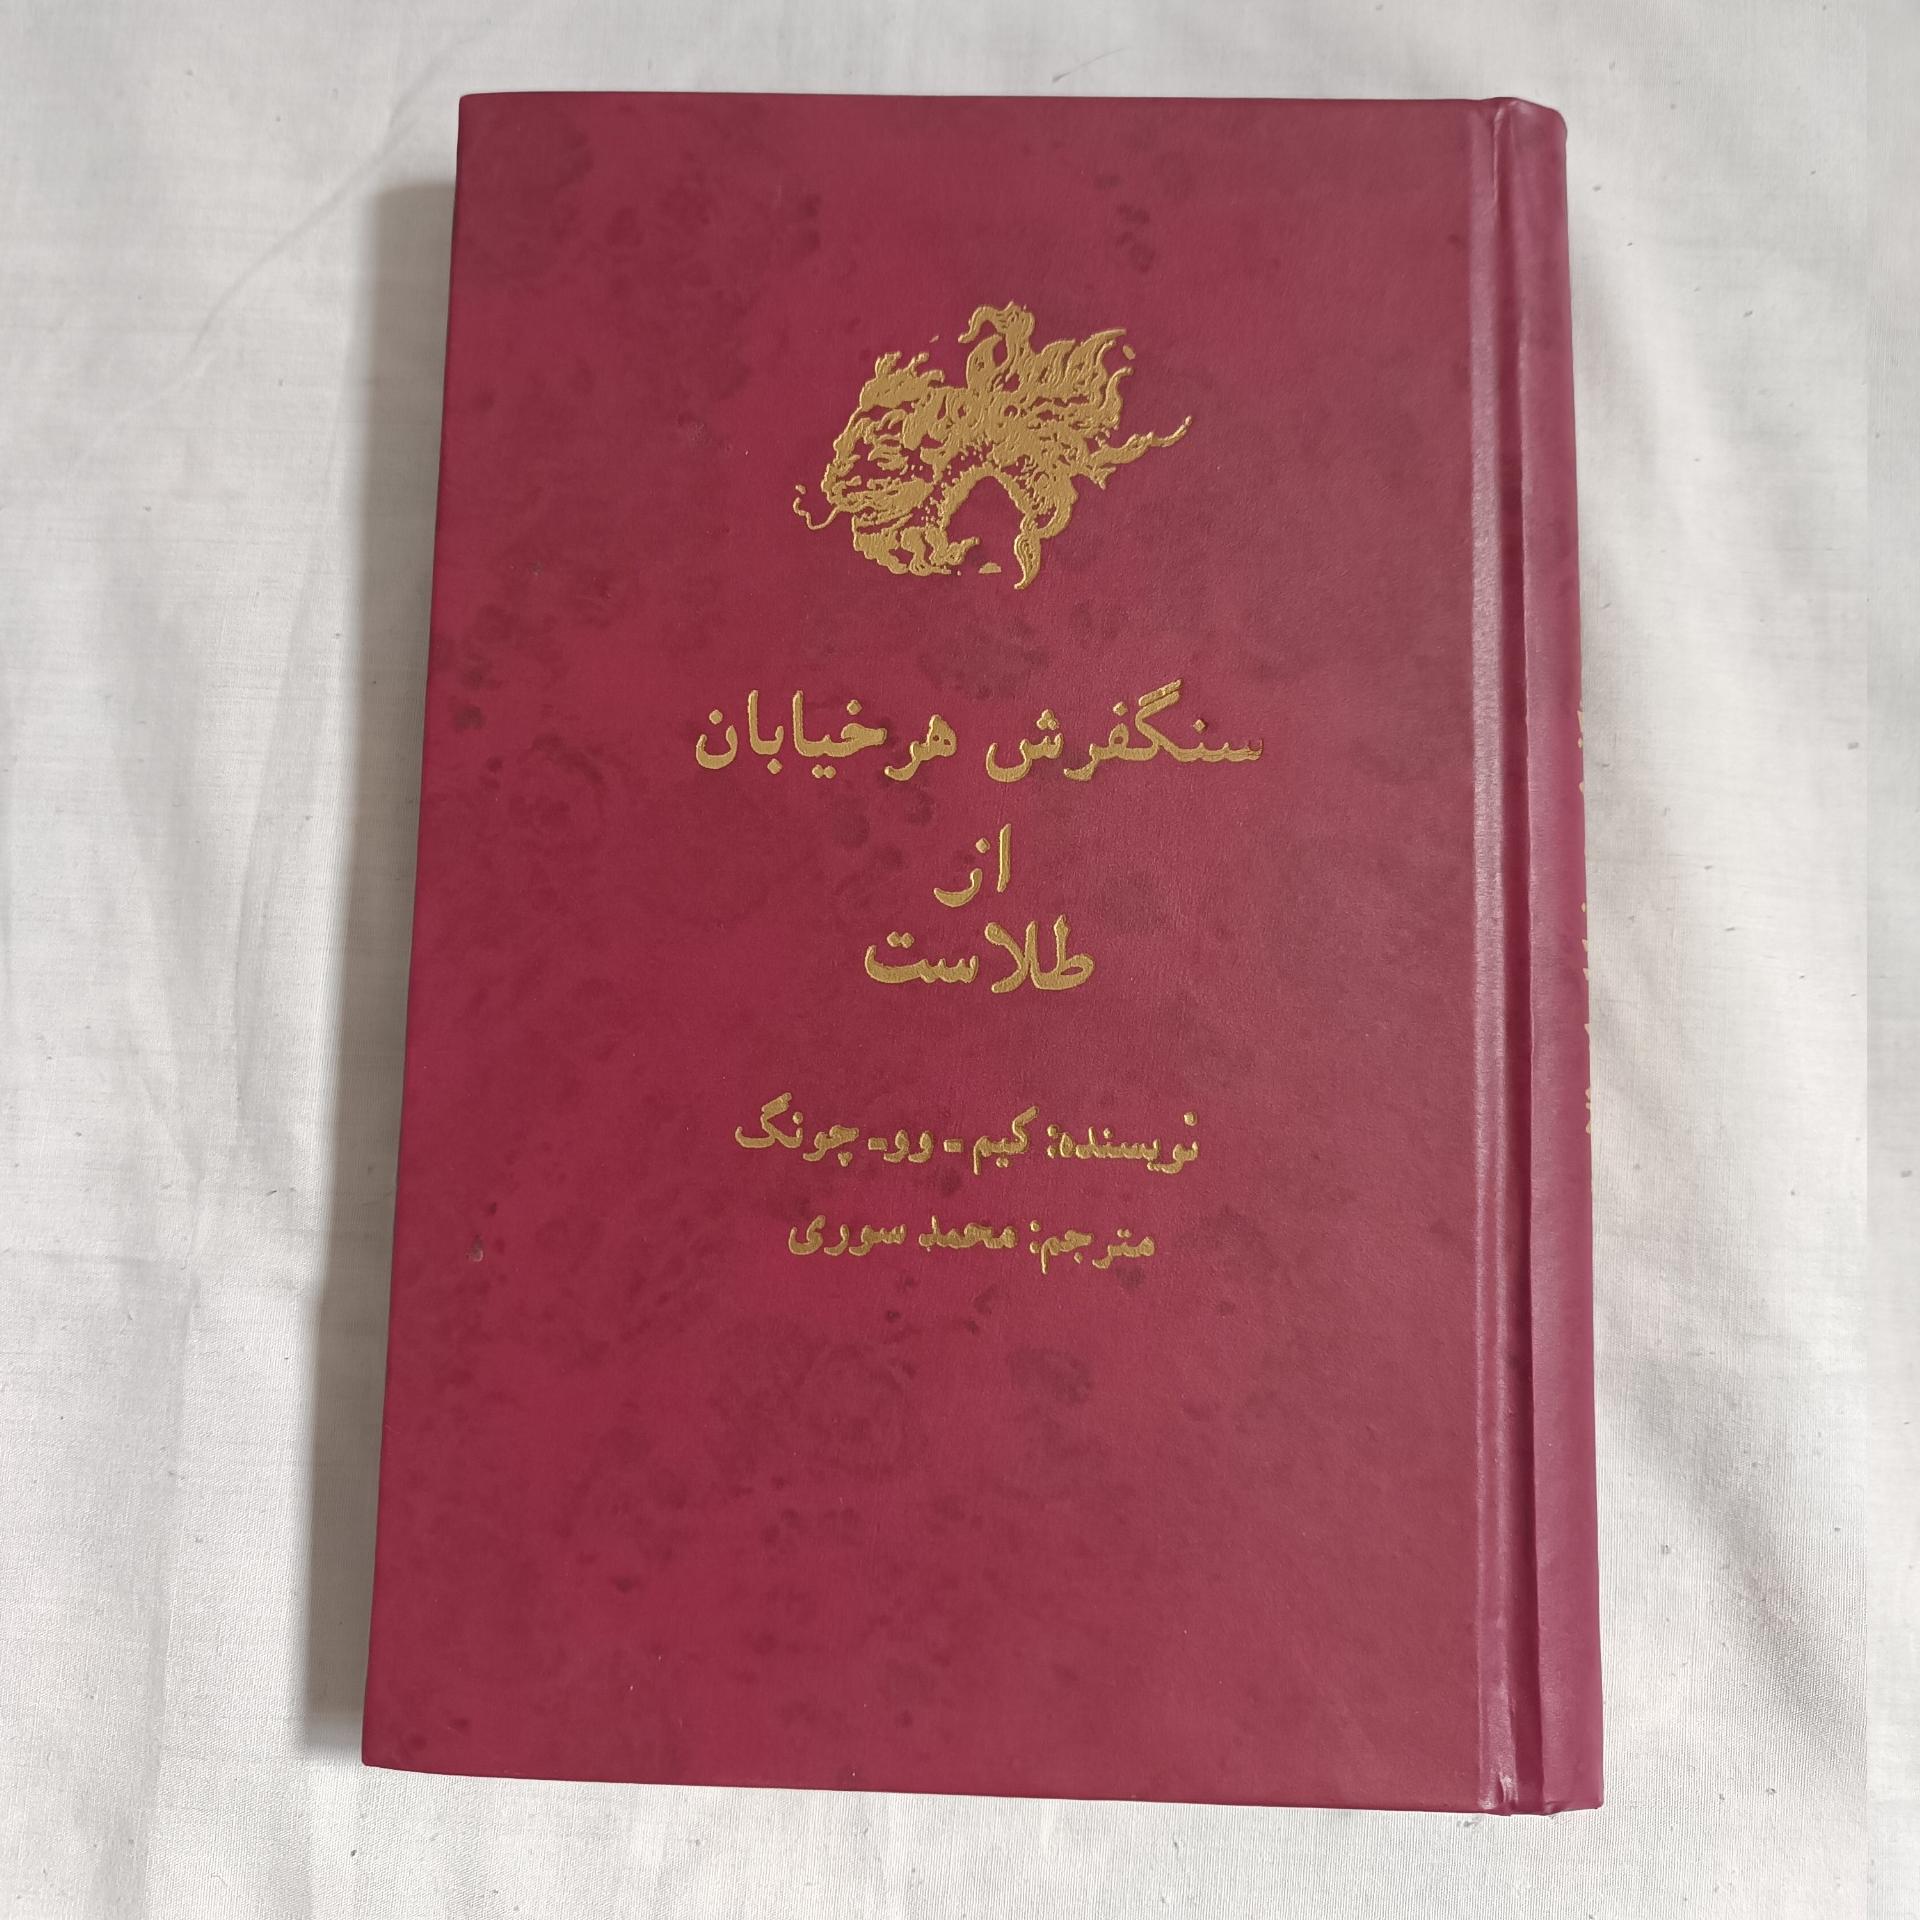 سنگفرش هر خیابان
از
طلاست
نویسنده: کیم - وو - چونگ
مترجم: محمد سوری